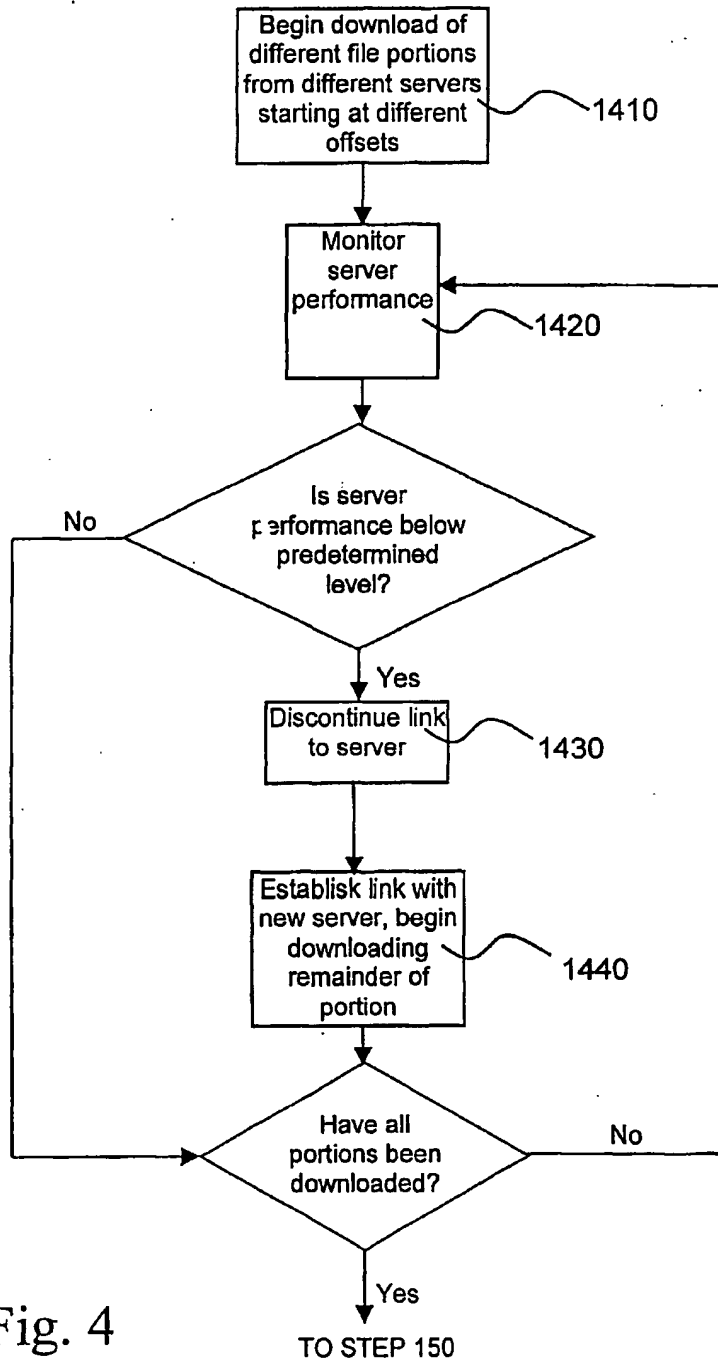 Begin download of
different file portions
from different servers
starting at different
offsets
1410
Monitor
server
performance
1420
Is server
performance below
predetermined
level?
No
Yes
Discontinue link
to server
1430
Establisk link with
new server, begin
downloading
remainder of
portion
1440
Have all
portions been
downloaded?
No
Yes
Fig. 4
TO STEP 150